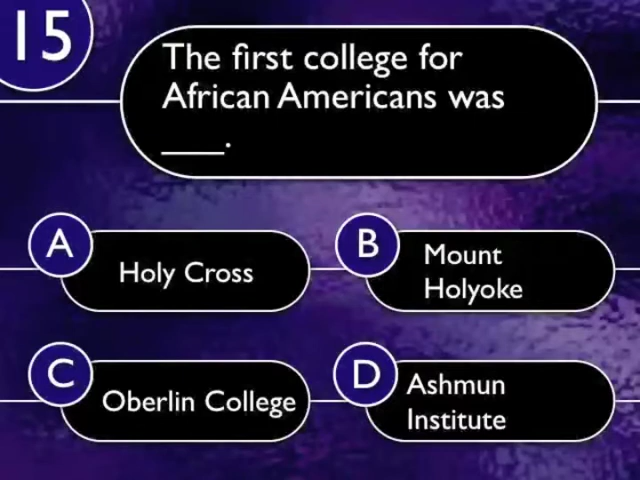 15
The first college for
African Americans was
___.
A
Holy Cross
B
Mount
Holyoke
C
Oberlin College
D
Ashmun
Institute